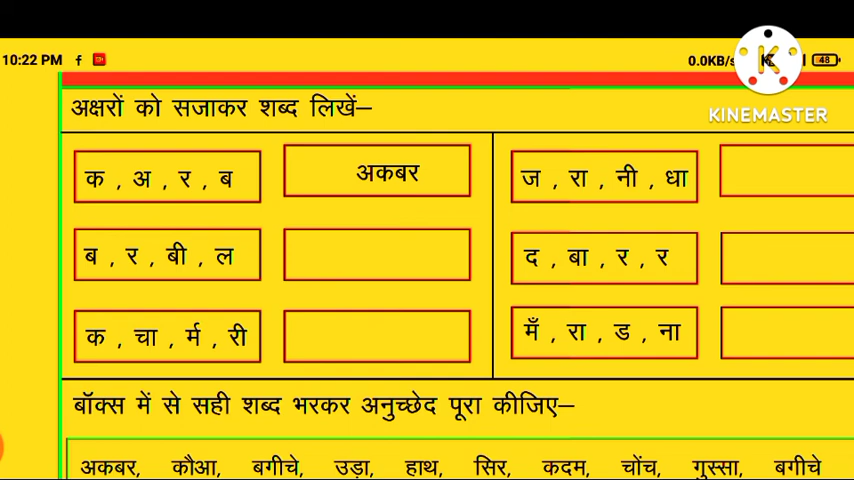 10:22 PM f 0.0KB/s 48
KINEMASTER
अक्षरों को सजाकर शब्द लिखें–
क , अ , र , ब अकबर ज , रा , नी , धा
ब , र , बी , ल द , बा , र , र
क , चा , र्म , री मँ , रा , ड , ना
बॉक्स में से सही शब्द भरकर अनुच्छेद पूरा कीजिए–
अकबर, कौआ, बगीचे, उड़ा, हाथ, सिर, कदम, चोंच, गुस्सा, बगीचे